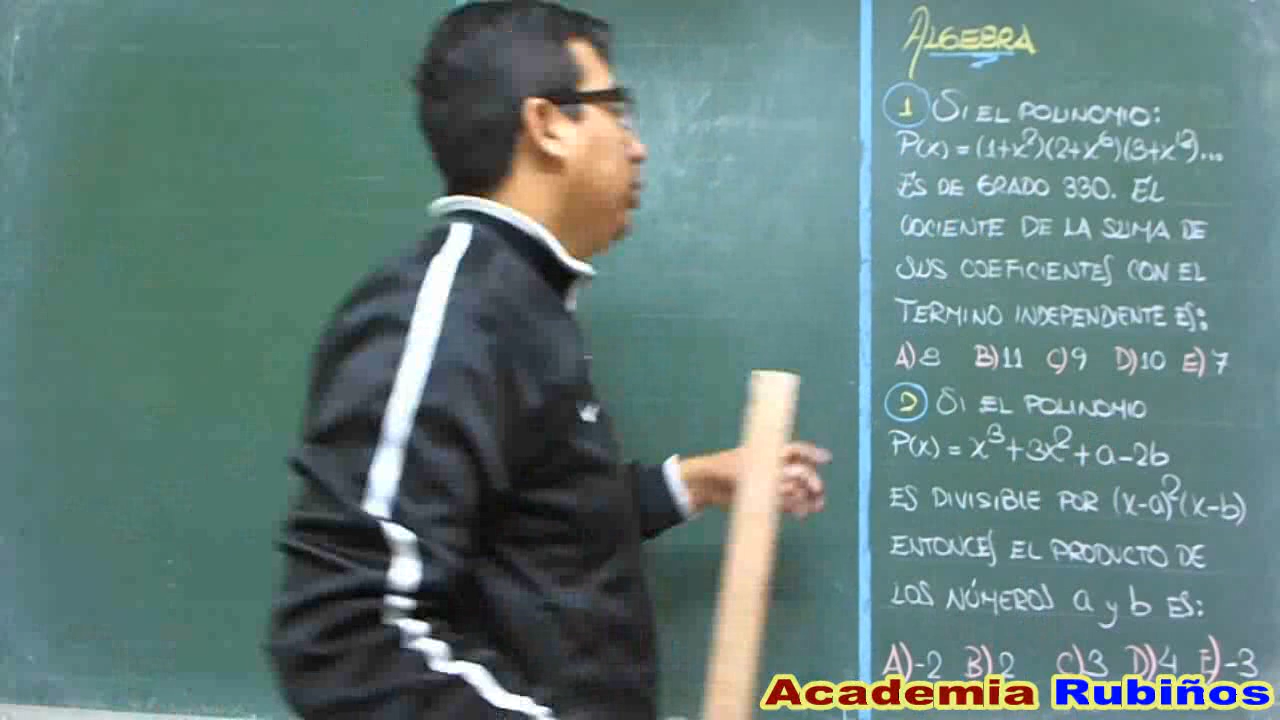 ALGEBRA
1 SI EL POLINOMIO:
P(x) = (1+x²)(2+x⁶)(3+x¹²)...
ES DE GRADO 330. EL
COCIENTE DE LA SUMA DE
SUS COEFICIENTES CON EL
TERMINO INDEPENDIENTE ES:
A) 8 B) 11 C) 9 D) 10 E) 7
2 SI EL POLINOMIO
P(x) = x³ + 3x² + a - 2b
ES DIVISIBLE POR (x-a)²(x-b)
ENTONCES EL PRODUCTO DE
LOS NÚMEROS a y b ES:
A) -2 B) 2 C) 3 D) 4 E) -3
Academia Rubiños